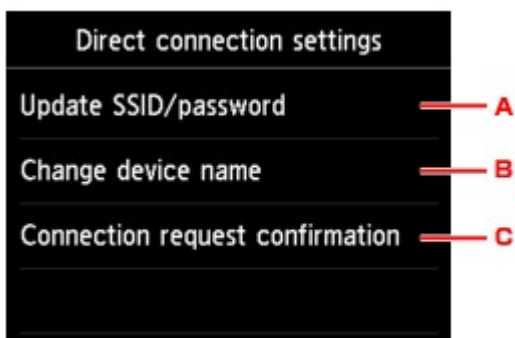 Direct connection settings
Update SSID/password A
Change device name B
Connection request confirmation C